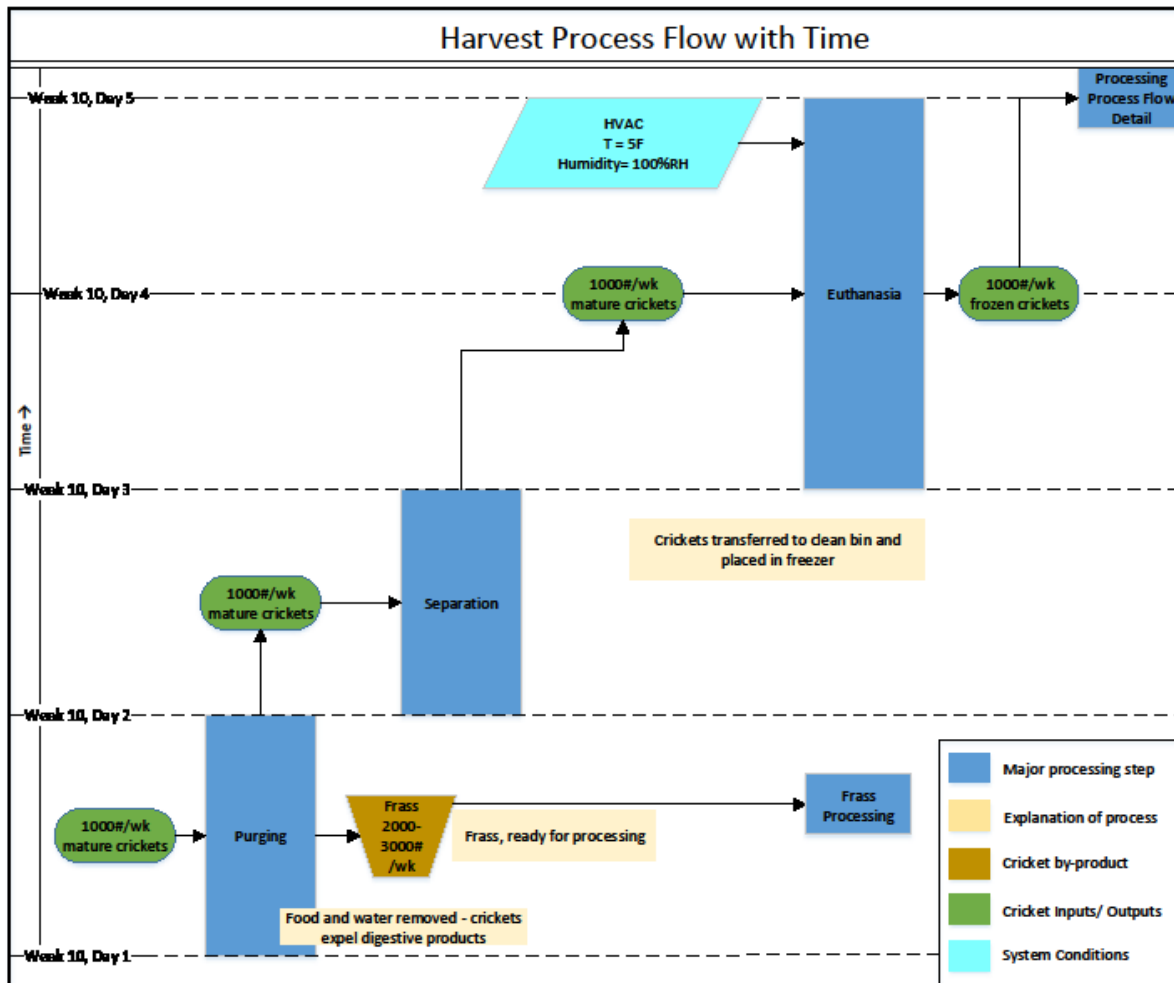 Harvest Process Flow with Time
Week 10, Day 5
HVAC
T = 5F
Humidity= 100%RH
Processing
Process Flow
Detail
Week 10, Day 4
1000#/wk
mature crickets
Euthanasia
1000#/wk
frozen crickets
Time →
Week 10, Day 3
Crickets transferred to clean bin and
placed in freezer
1000#/wk
mature crickets
Separation
Week 10, Day 2
1000#/wk
mature crickets
Purging
Frass
2000-
3000#
/wk
Frass, ready for processing
Frass
Processing
Food and water removed - crickets
expel digestive products
Week 10, Day 1
Major processing step
Explanation of process
Cricket by-product
Cricket Inputs/ Outputs
System Conditions